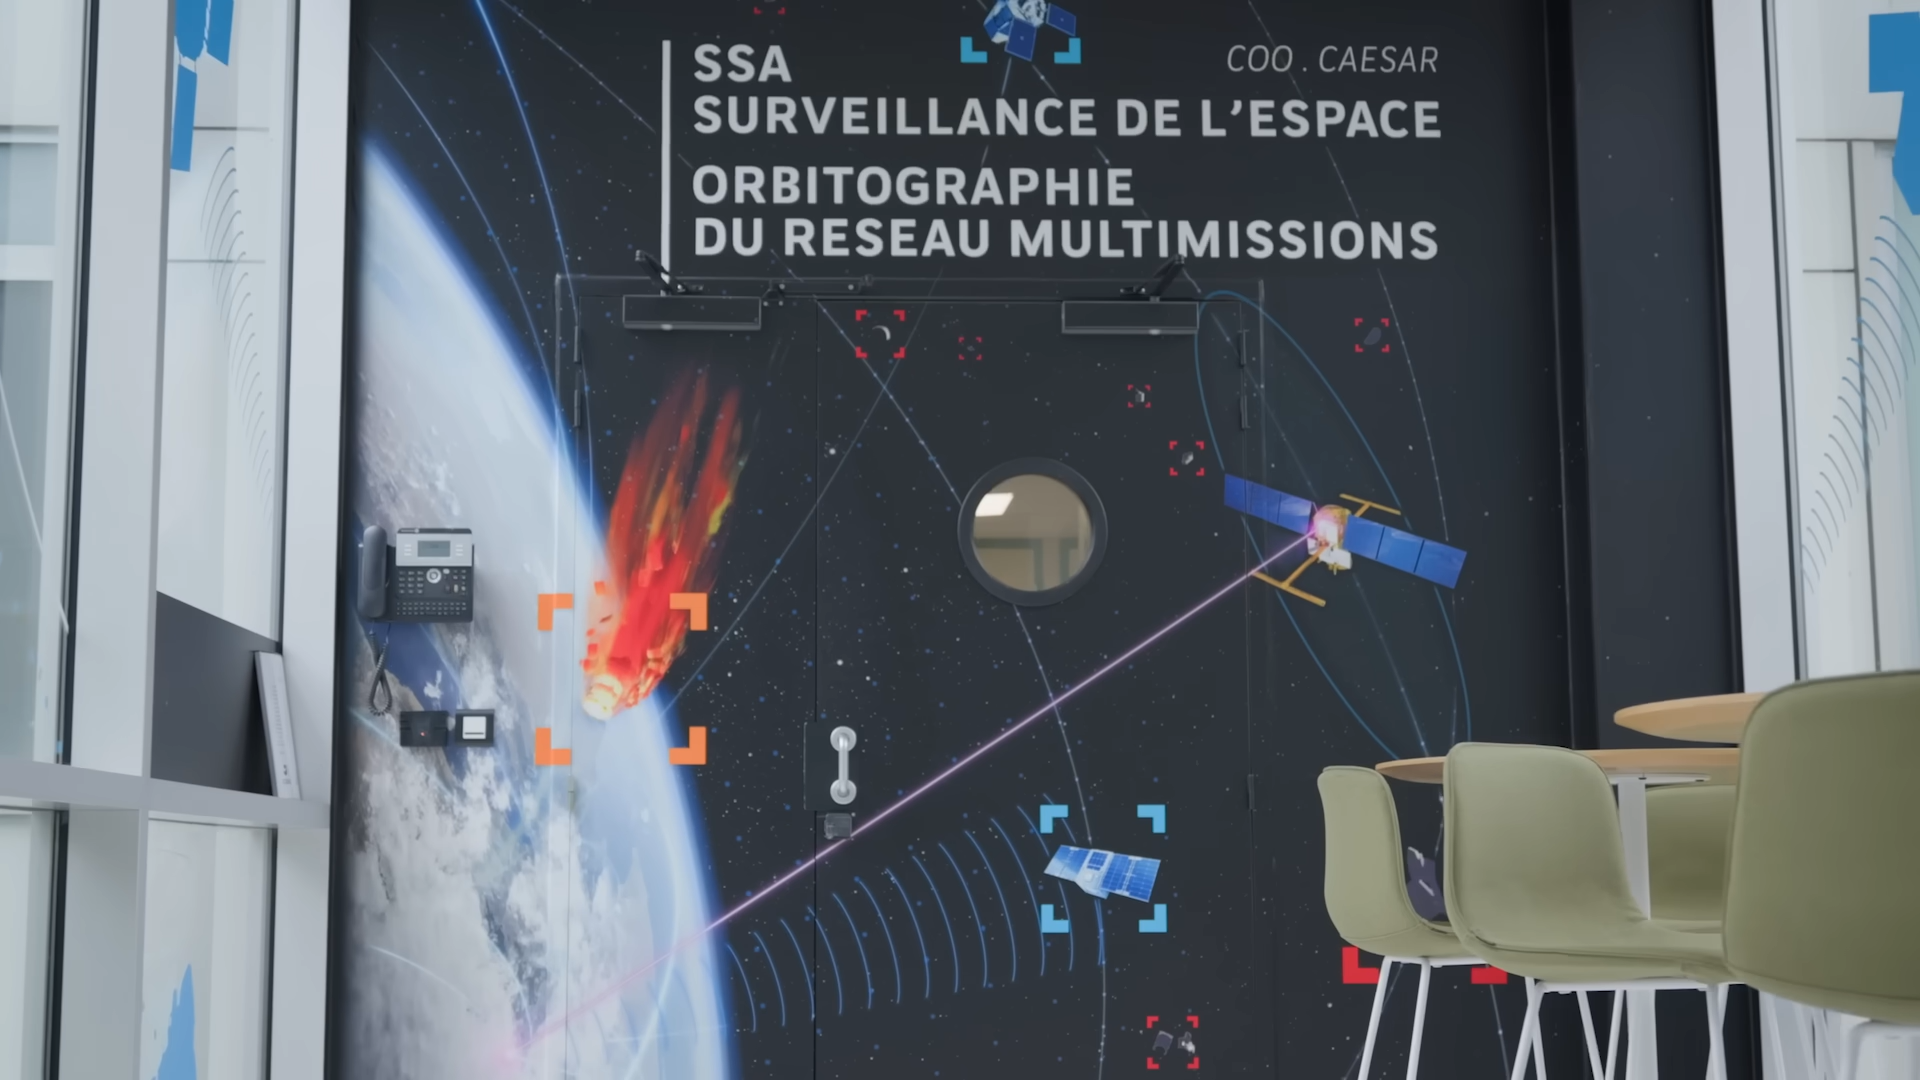 SSA
COO . CAESAR
SURVEILLANCE DE L'ESPACE
ORBITOGRAPHIE
DU RESEAU MULTIMISSIONS